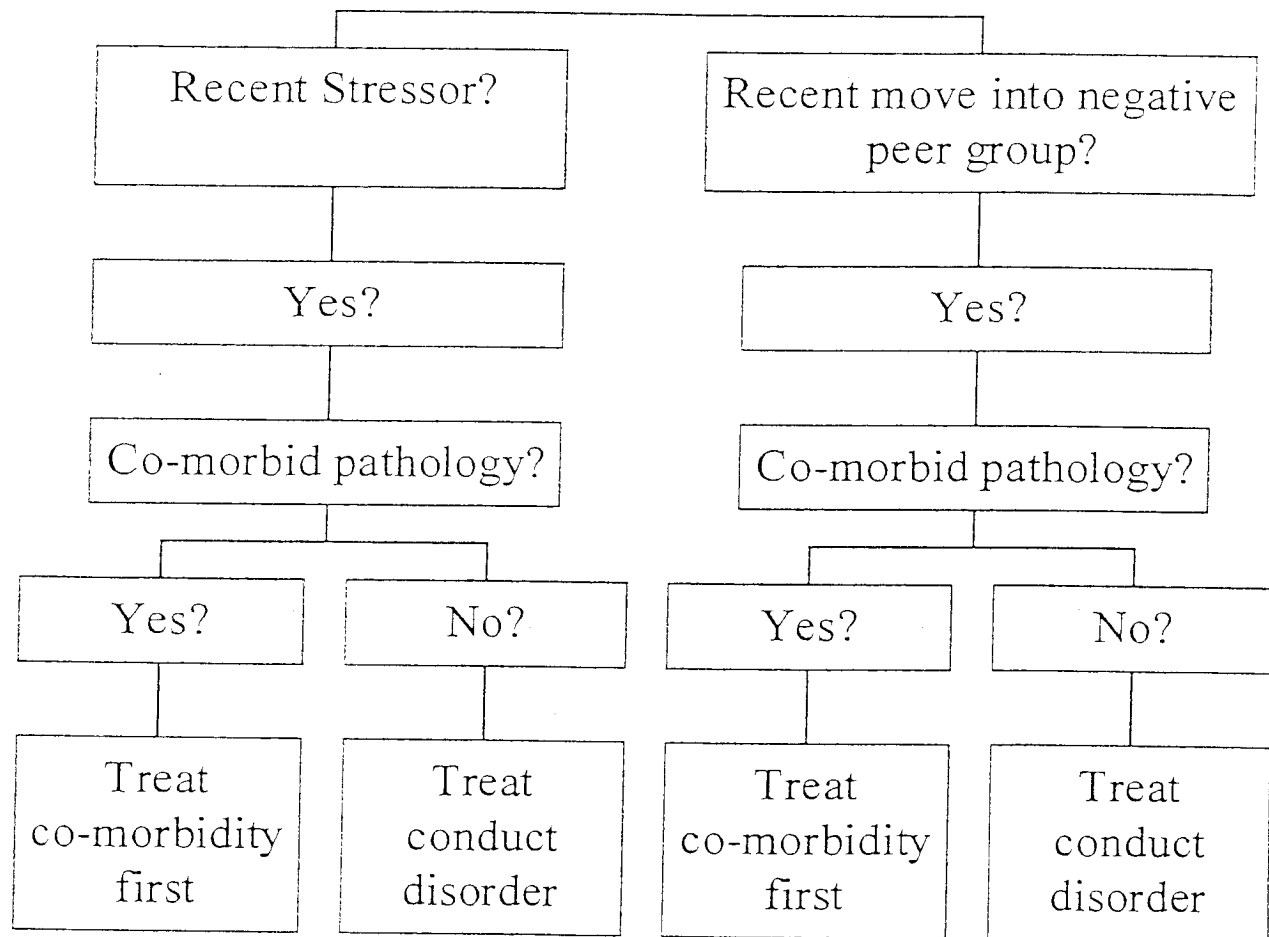 Recent Stressor?
Recent move into negative
peer group?
Yes?
Yes?
Co-morbid pathology?
Co-morbid pathology?
Yes?
No?
Yes?
No?
Treat
co-morbidity
first
Treat
conduct
disorder
Treat
co-morbidity
first
Treat
conduct
disorder